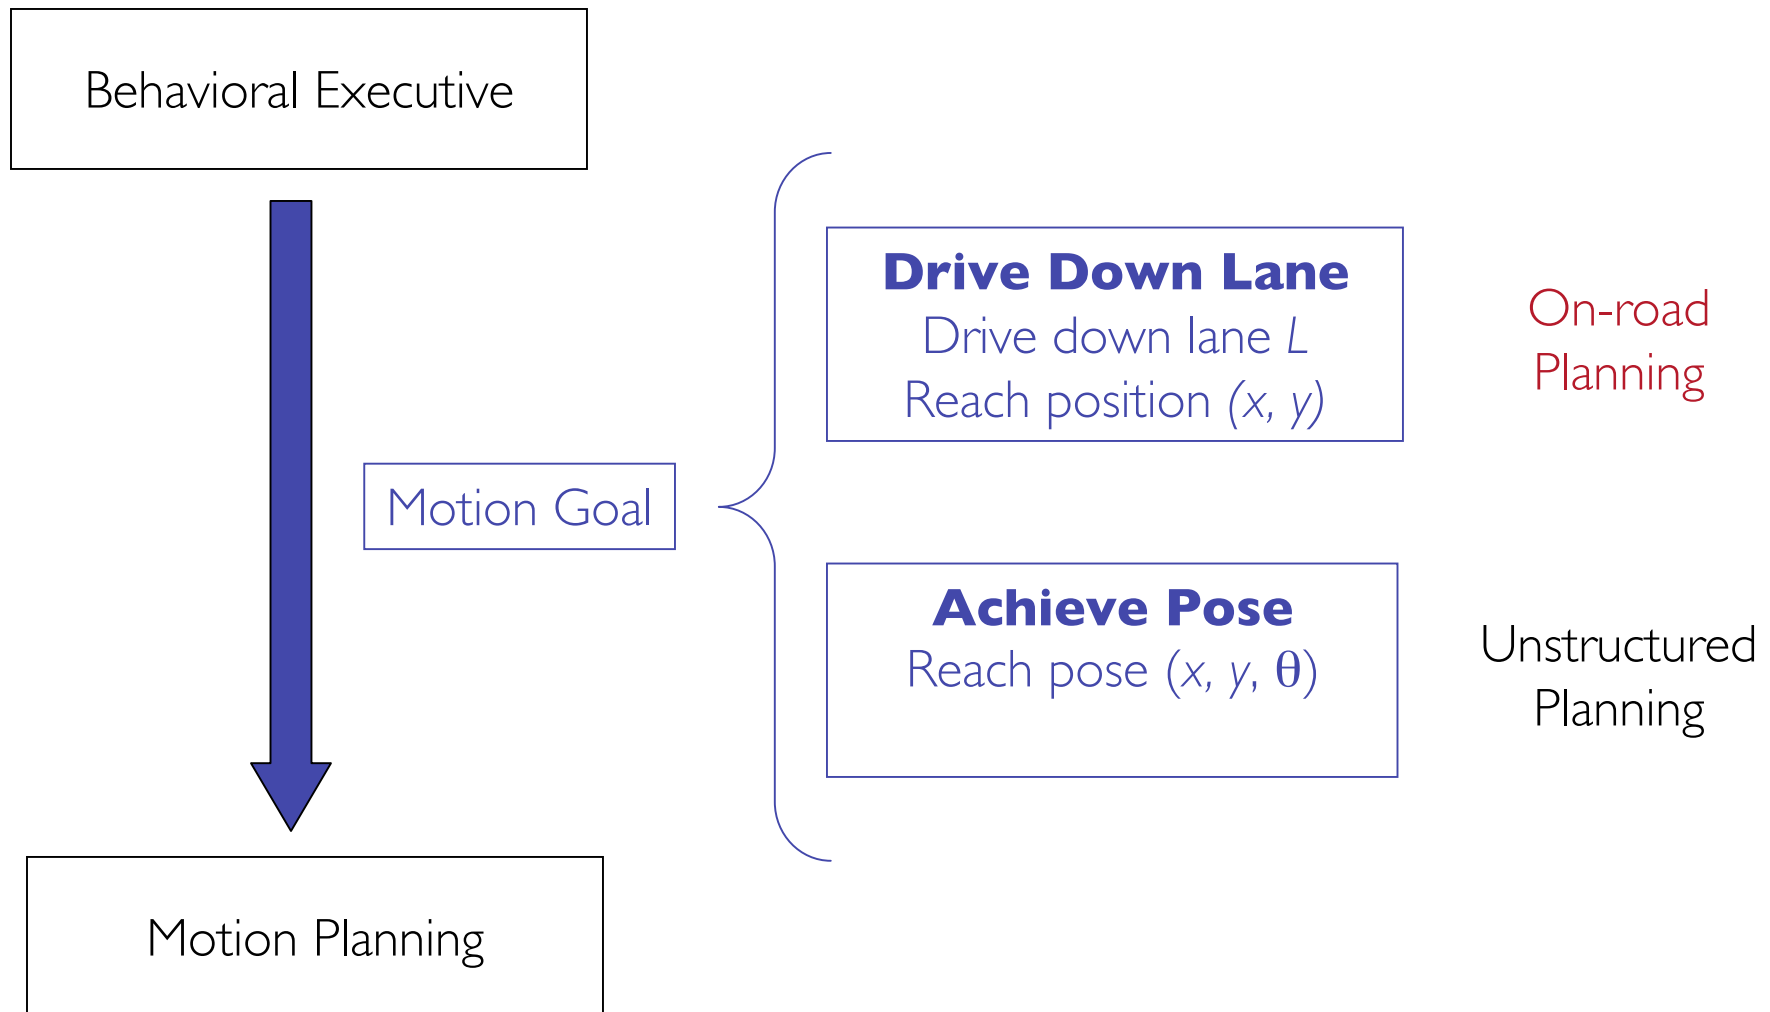 Behavioral Executive
Motion Goal
Drive Down Lane
Drive down lane L
Reach position (x, y)
On-road
Planning
Achieve Pose
Reach pose (x, y, θ)
Unstructured
Planning
Motion Planning